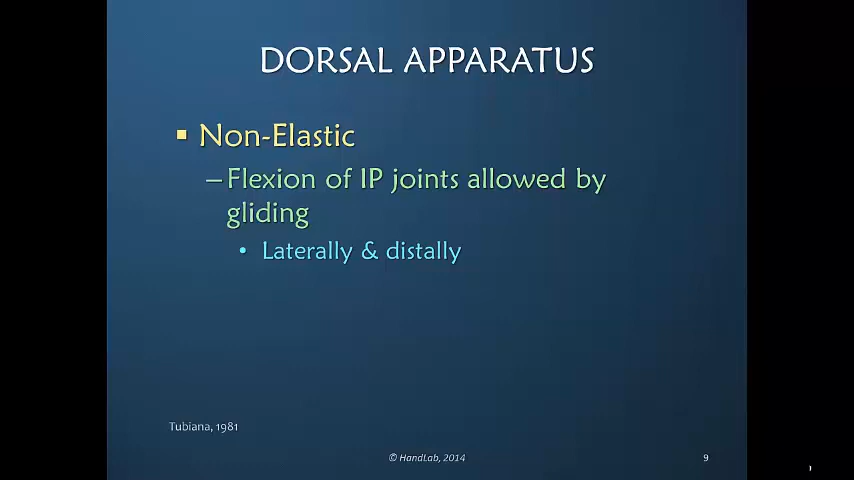 DORSAL APPARATUS
▪ Non-Elastic
– Flexion of IP joints allowed by
gliding
• Laterally & distally
Tubiana, 1981
© HandLab, 2014
9